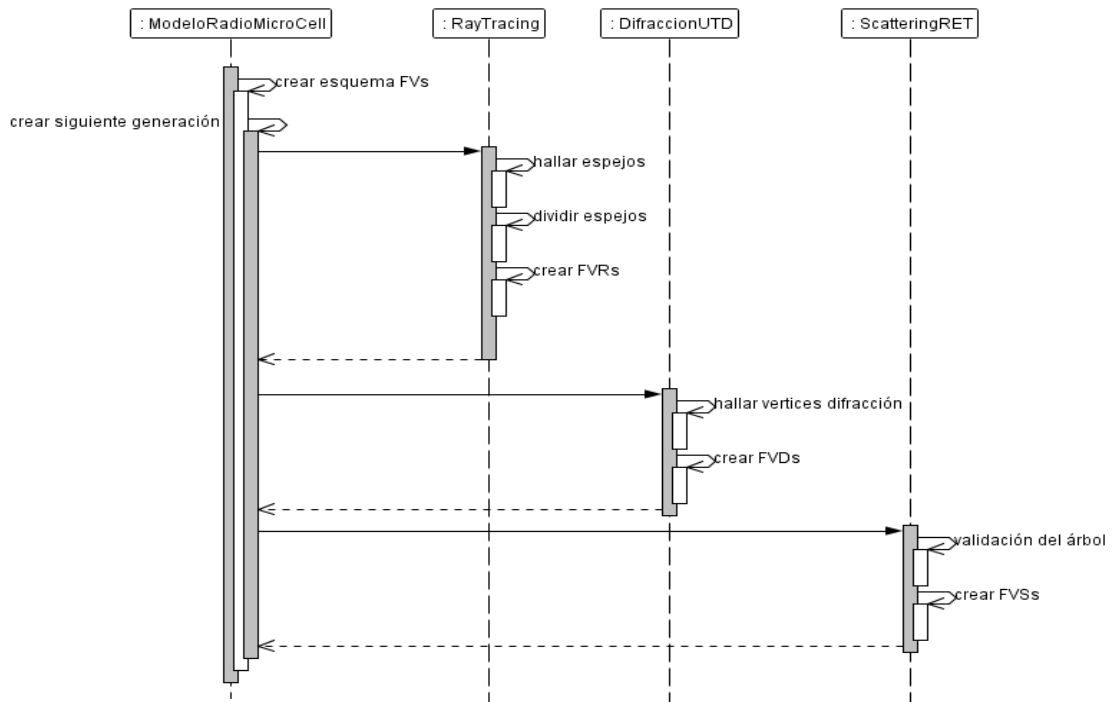 : ModeloRadioMicroCell
: RayTracing
: DifraccionUTD
: ScatteringRET
crear esquema FVs
crear siguiente generación
hallar espejos
dividir espejos
crear FVRs
hallar vertices difracción
crear FVDs
validación del árbol
crear FVSs